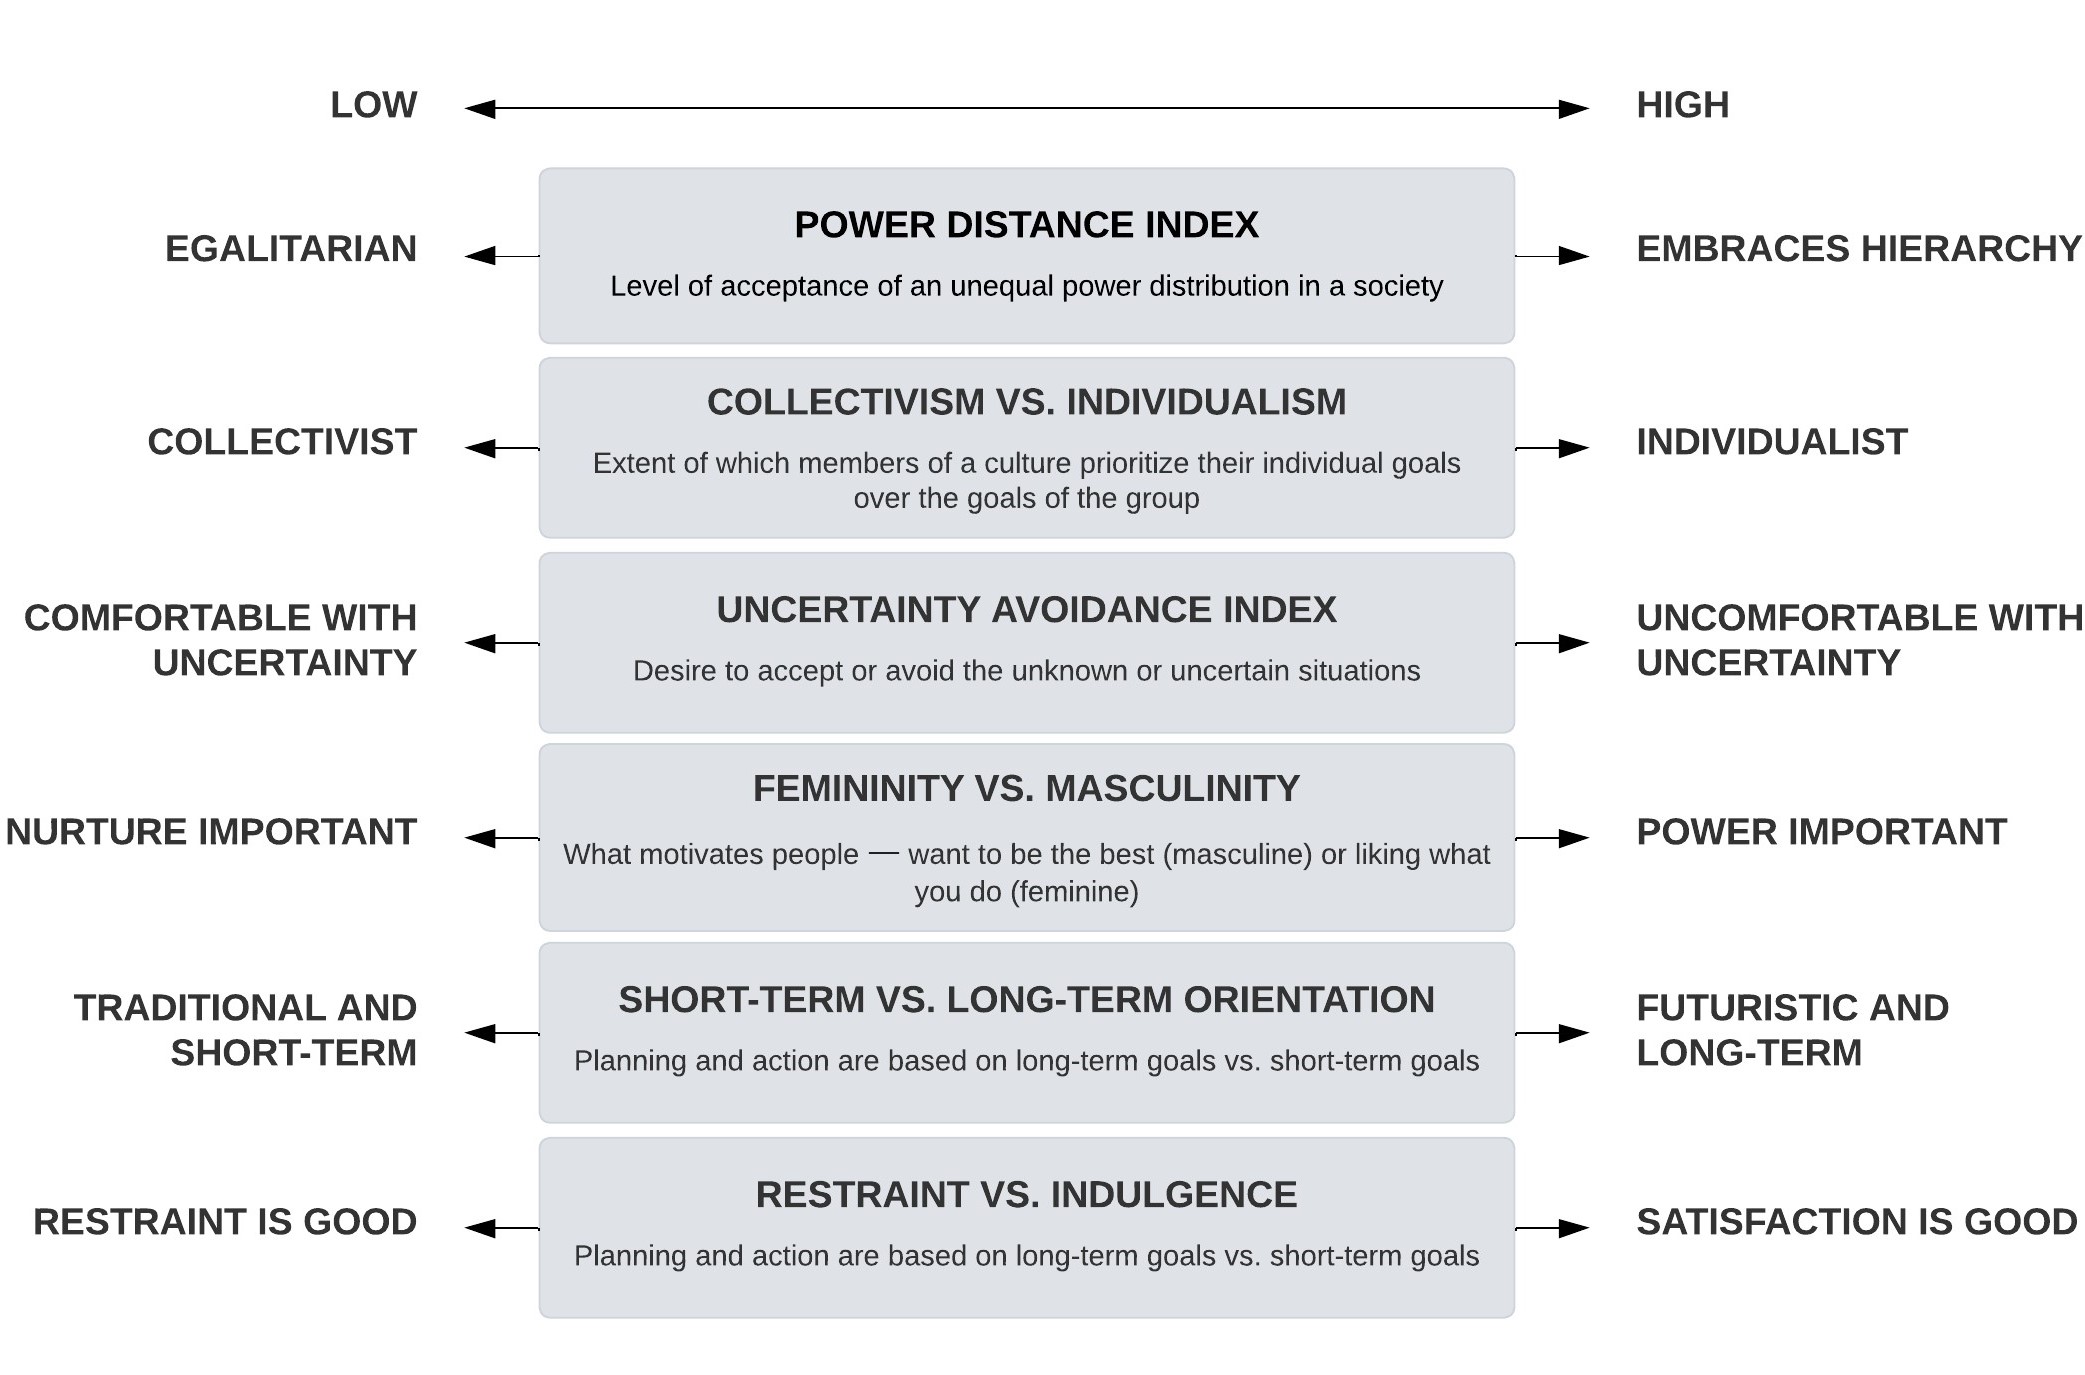 LOW
HIGH
POWER DISTANCE INDEX
EGALITARIAN
EMBRACES HIERARCHY
Level of acceptance of an unequal power distribution in a society
COLLECTIVISM VS. INDIVIDUALISM
COLLECTIVIST
INDIVIDUALIST
Extent of which members of a culture prioritize their individual goals
over the goals of the group
UNCERTAINTY AVOIDANCE INDEX
COMFORTABLE WITH
UNCERTAINTY
UNCOMFORTABLE WITH
UNCERTAINTY
Desire to accept or avoid the unknown or uncertain situations
FEMININITY VS. MASCULINITY
NURTURE IMPORTANT
POWER IMPORTANT
What motivates people — want to be the best (masculine) or liking what
you do (feminine)
SHORT-TERM VS. LONG-TERM ORIENTATION
TRADITIONAL AND
SHORT-TERM
FUTURISTIC AND
LONG-TERM
Planning and action are based on long-term goals vs. short-term goals
RESTRAINT VS. INDULGENCE
RESTRAINT IS GOOD
SATISFACTION IS GOOD
Planning and action are based on long-term goals vs. short-term goals